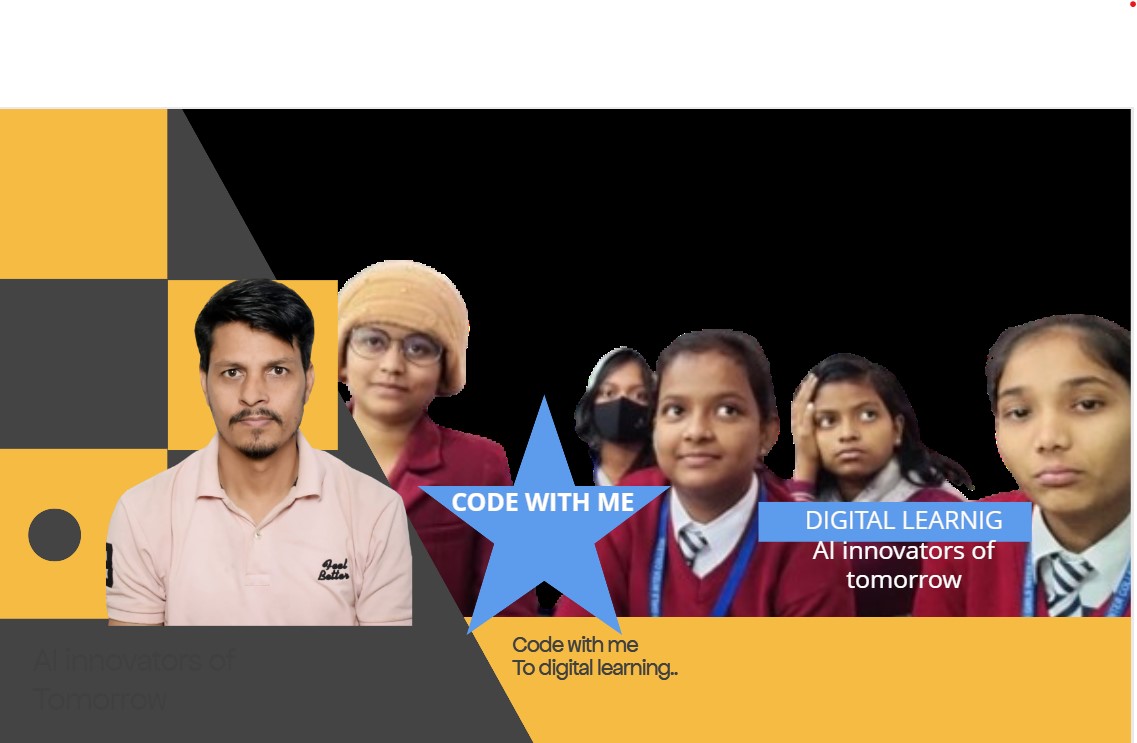 CODE WITH ME
DIGITAL LEARNIG
AI innovators of
tomorrow
Feel
Better
Code with me
To digital learning..
AI innovators of
Tomorrow